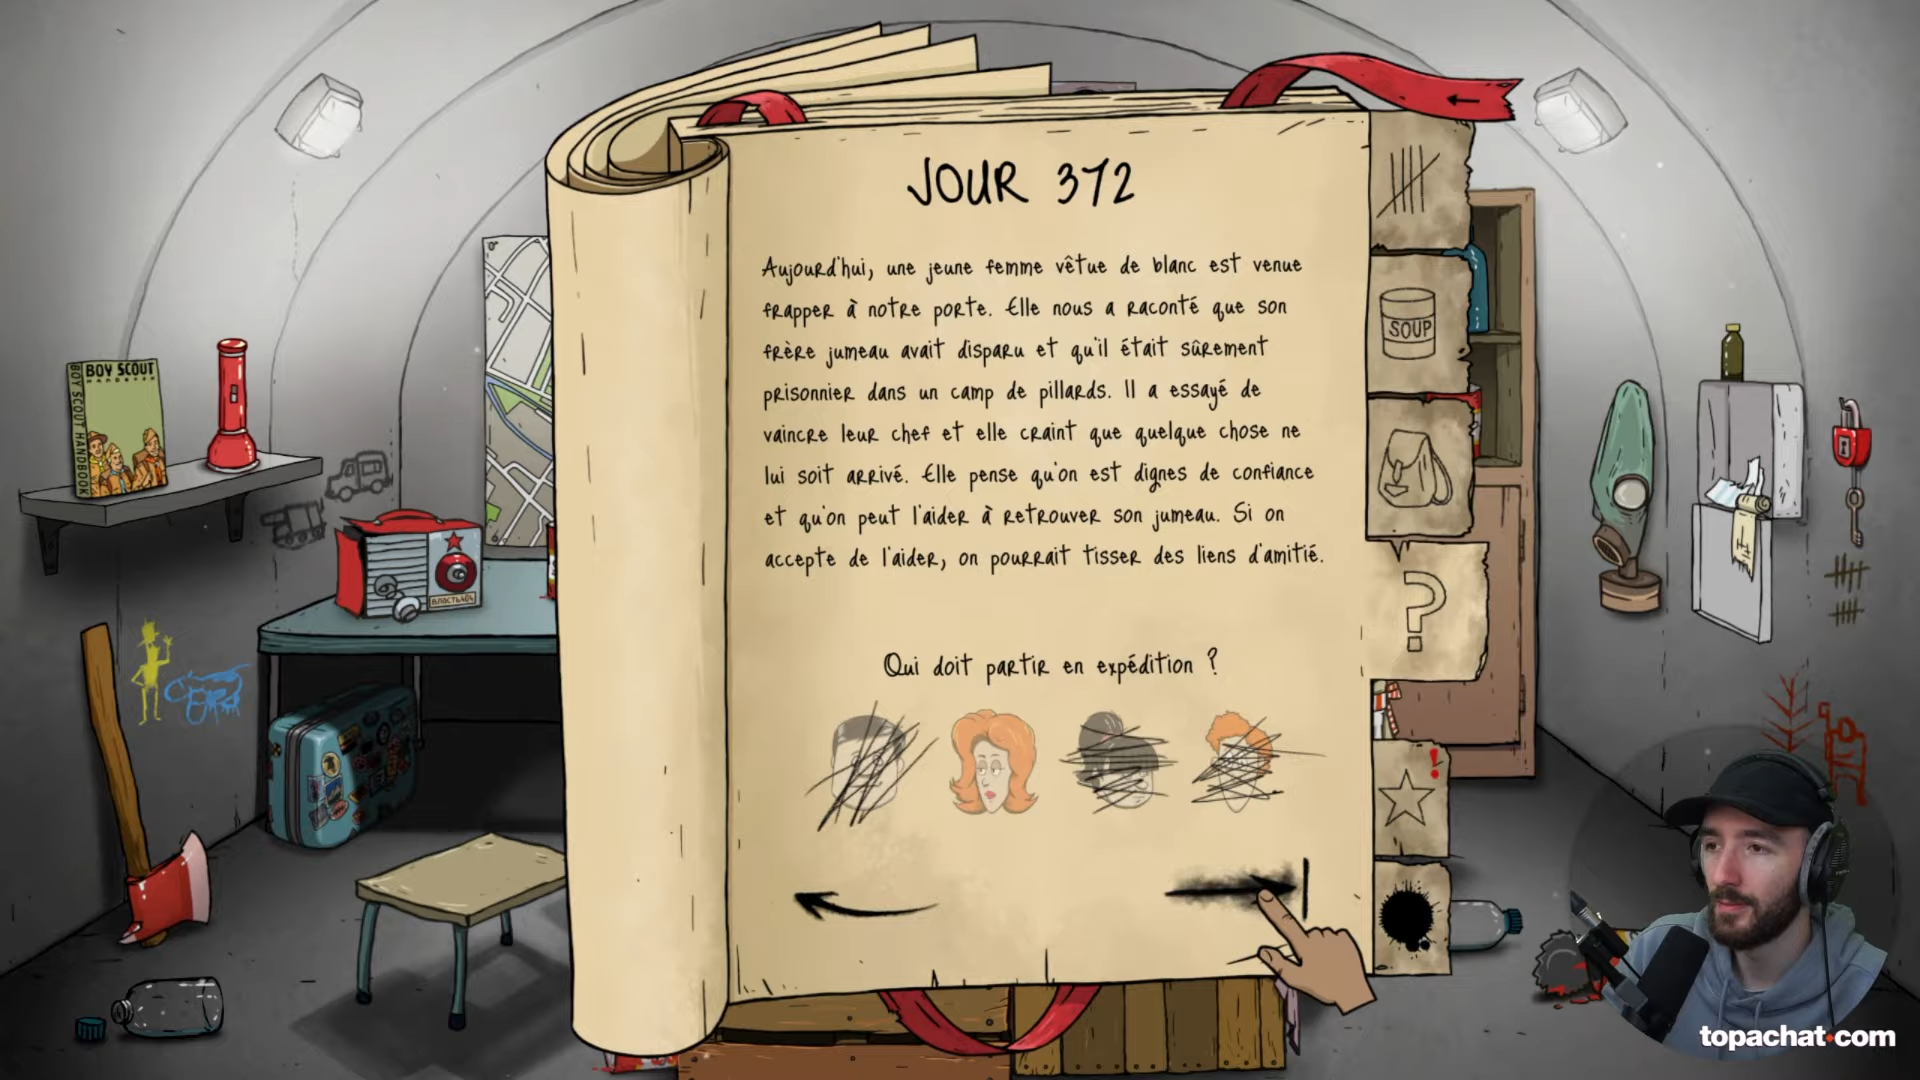 JOUR 372
Aujourd'hui, une jeune femme vêtue de blanc est venue
frapper à notre porte. Elle nous a raconté que son
frère jumeau avait disparu et qu'il était sûrement
prisonnier dans un camp de pillards. Il a essayé de
vaincre leur chef et elle craint que quelque chose ne
lui soit arrivé. Elle pense qu'on est dignes de confiance
et qu'on peut l'aider à retrouver son jumeau. Si on
accepte de l'aider, on pourrait tisser des liens d'amitié.
Qui doit partir en expédition ?
SOUP
BOY SCOUT
HANDBOOK
BOY SCOUT HANDBOOK
topachat.com